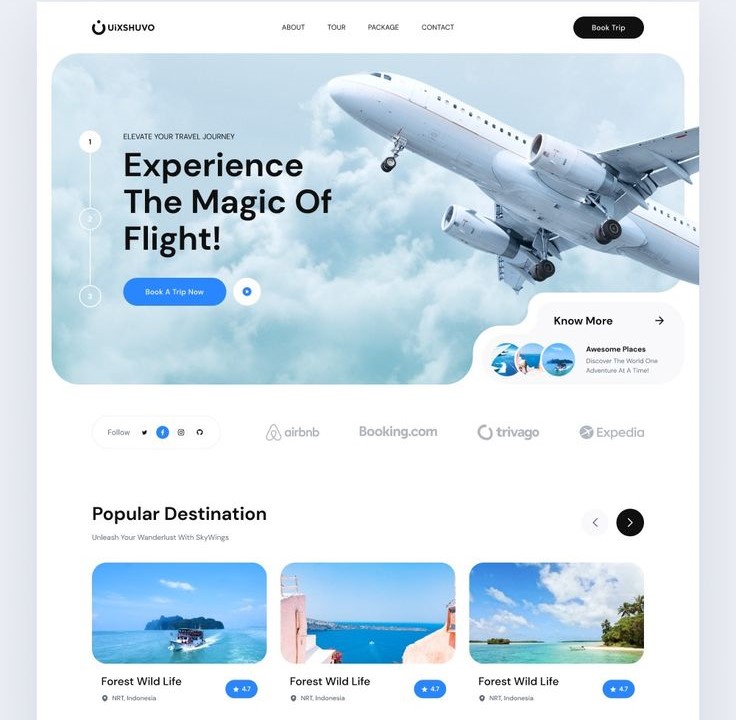 UiXSHUVO
ABOUT TOUR PACKAGE CONTACT
Book Trip
1
ELEVATE YOUR TRAVEL JOURNEY
Experience
The Magic Of
Flight!
2
3
Book A Trip Now
Know More
Awesome Places
Discover The World One
Adventure At A Time!
Follow
airbnb Booking.com trivago Expedia
Popular Destination
Unleash Your Wanderlust With SkyWings
Forest Wild Life
NRT, Indonesia
4.7
Forest Wild Life
NRT, Indonesia
4.7
Forest Wild Life
NRT, Indonesia
4.7